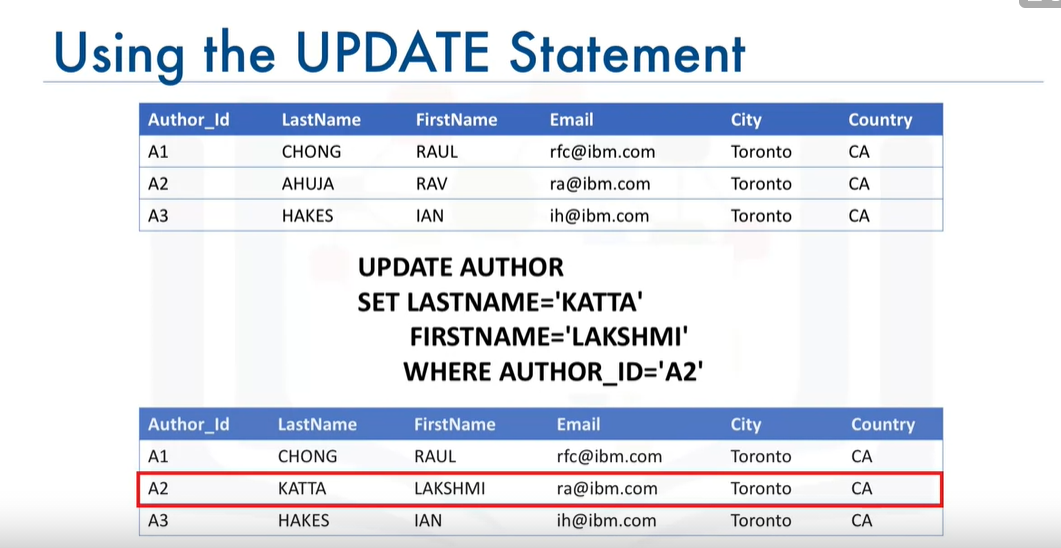 Using the UPDATE Statement
Author_Id LastName FirstName Email City Country
A1 CHONG RAUL rfc@ibm.com Toronto CA
A2 AHUJA RAV ra@ibm.com Toronto CA
A3 HAKES IAN ih@ibm.com Toronto CA
UPDATE AUTHOR
SET LASTNAME='KATTA'
FIRSTNAME='LAKSHMI'
WHERE AUTHOR_ID='A2'
Author_Id LastName FirstName Email City Country
A1 CHONG RAUL rfc@ibm.com Toronto CA
A2 KATTA LAKSHMI ra@ibm.com Toronto CA
A3 HAKES IAN ih@ibm.com Toronto CA